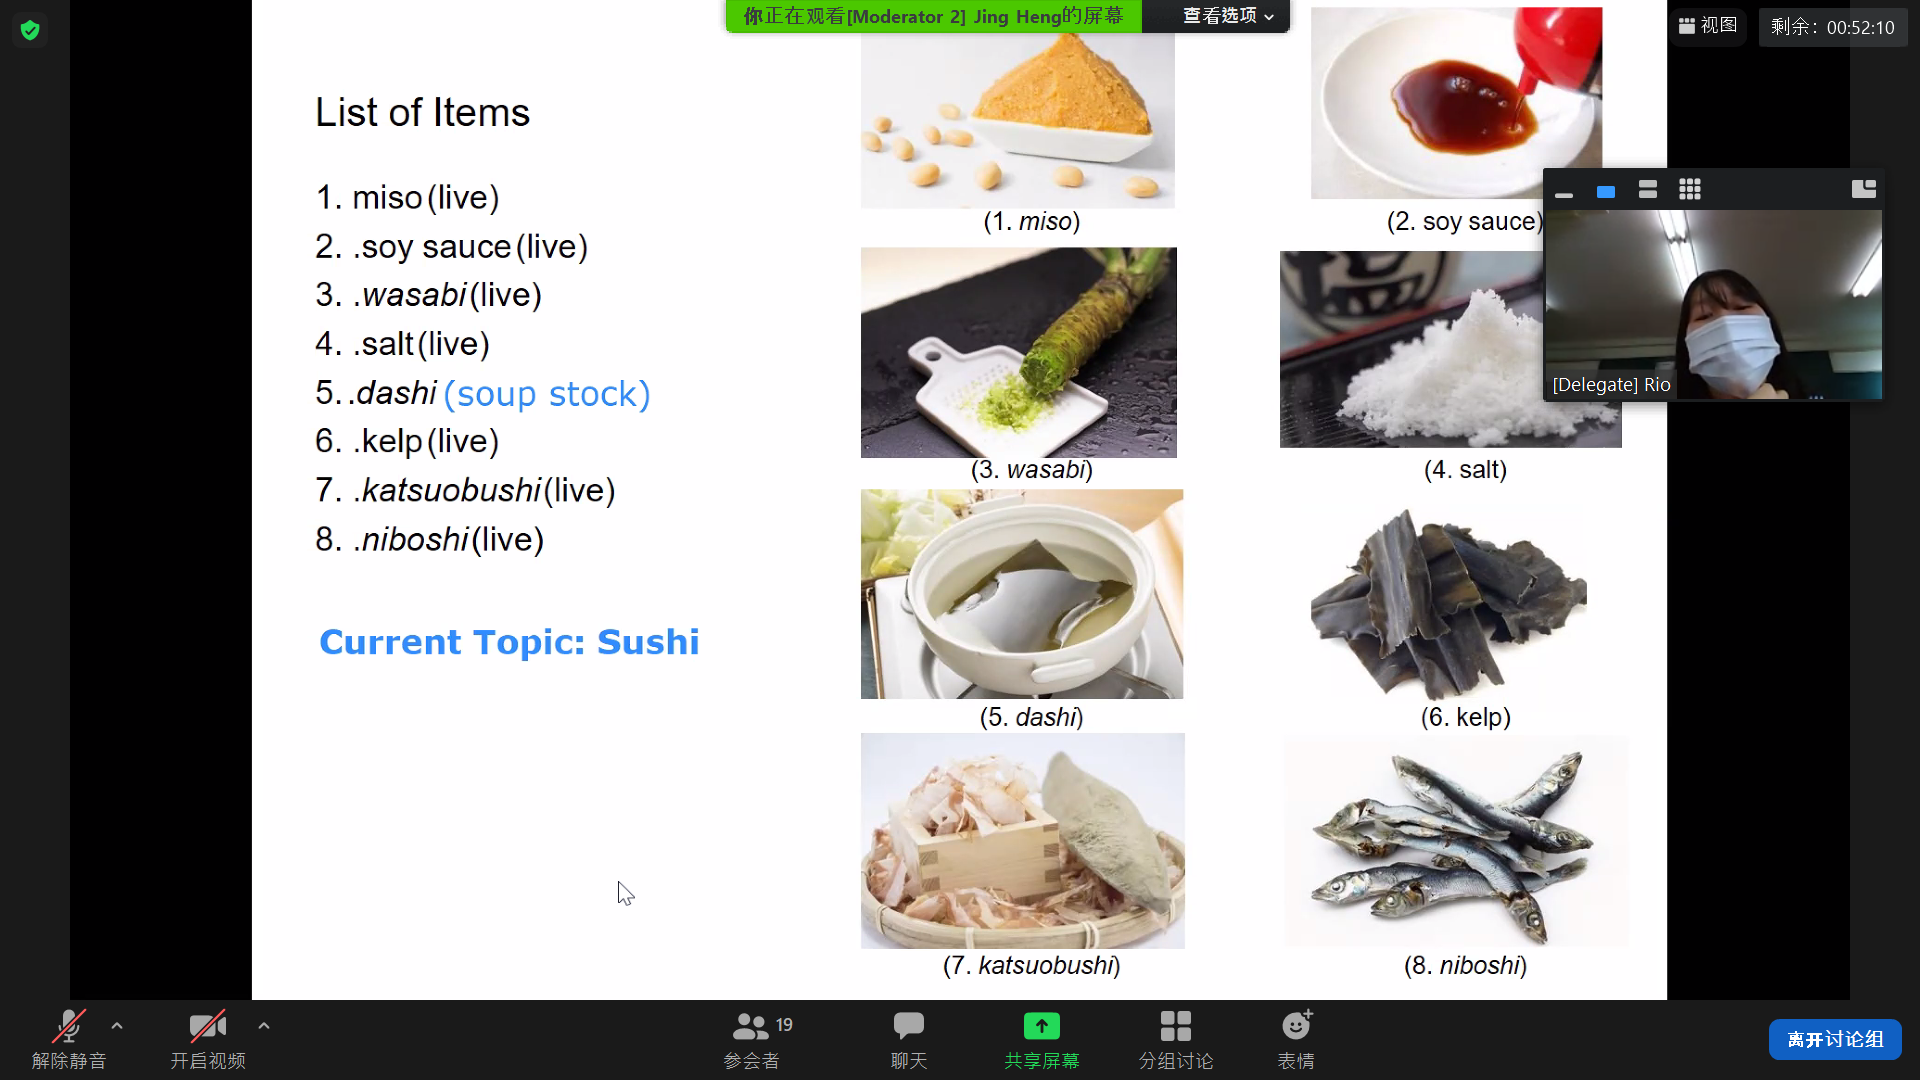 你正在观看[Moderator 2] Jing Heng的屏幕
查看选项
视图
剩余：00:52:10
List of Items
1. miso(live)
2. .soy sauce(live)
3. .wasabi(live)
4. .salt(live)
5. .dashi (soup stock)
6. .kelp(live)
7. .katsuobushi(live)
8. .niboshi(live)
Current Topic: Sushi
(1. miso)
(2. soy sauce)
(3. wasabi)
(4. salt)
(5. dashi)
(6. kelp)
(7. katsuobushi)
(8. niboshi)
[Delegate] Rio
解除静音
开启视频
19
参会者
聊天
共享屏幕
分组讨论
表情
离开讨论组